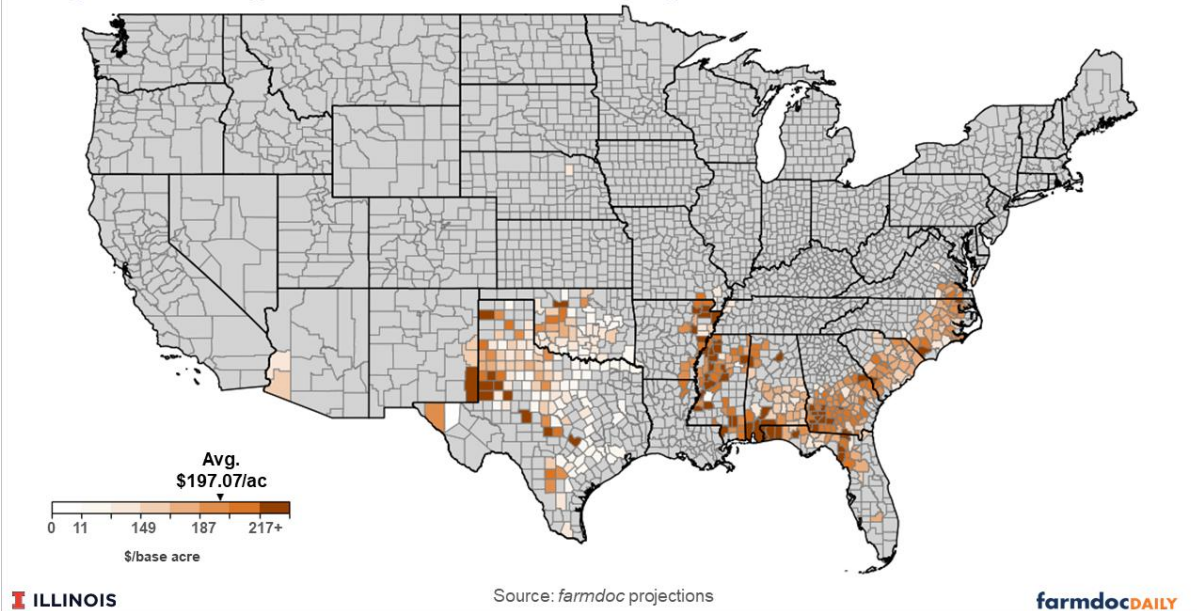 Avg.
$197.07/ac
0 11 149 187 217+
$/base acre
I ILLINOIS
Source: farmdoc projections
farmdocDAILY